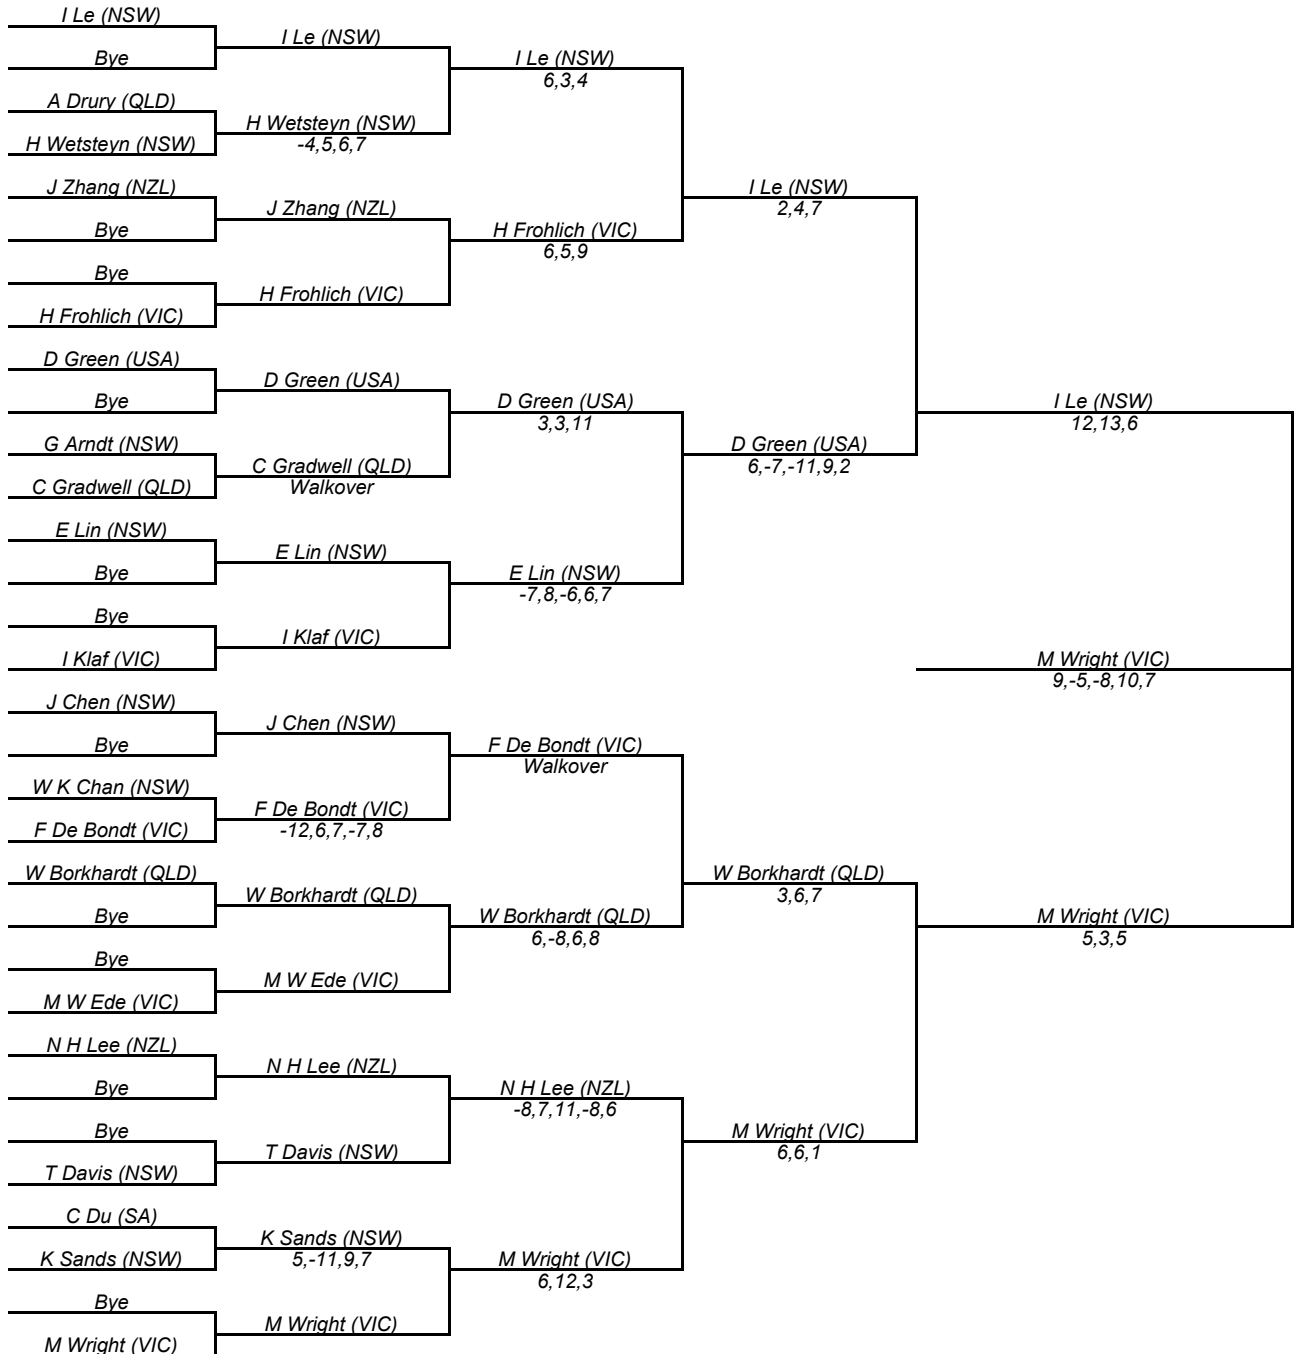 I Le (NSW)
Bye
A Drury (QLD)
H Wetsteyn (NSW)
J Zhang (NZL)
Bye
Bye
H Frohlich (VIC)
D Green (USA)
Bye
G Arndt (NSW)
C Gradwell (QLD)
E Lin (NSW)
Bye
Bye
I Klaf (VIC)
J Chen (NSW)
Bye
W K Chan (NSW)
F De Bondt (VIC)
W Borkhardt (QLD)
Bye
Bye
M W Ede (VIC)
N H Lee (NZL)
Bye
Bye
T Davis (NSW)
C Du (SA)
K Sands (NSW)
Bye
M Wright (VIC)
I Le (NSW)
H Wetsteyn (NSW)
-4,5,6,7
J Zhang (NZL)
H Frohlich (VIC)
D Green (USA)
C Gradwell (QLD)
Walkover
E Lin (NSW)
I Klaf (VIC)
J Chen (NSW)
F De Bondt (VIC)
-12,6,7,-7,8
W Borkhardt (QLD)
M W Ede (VIC)
N H Lee (NZL)
T Davis (NSW)
K Sands (NSW)
5,-11,9,7
M Wright (VIC)
I Le (NSW)
6,3,4
H Frohlich (VIC)
6,5,9
D Green (USA)
3,3,11
E Lin (NSW)
-7,8,-6,6,7
F De Bondt (VIC)
Walkover
W Borkhardt (QLD)
6,-8,6,8
N H Lee (NZL)
-8,7,11,-8,6
M Wright (VIC)
6,12,3
I Le (NSW)
2,4,7
D Green (USA)
6,-7,-11,9,2
W Borkhardt (QLD)
3,6,7
M Wright (VIC)
6,6,1
I Le (NSW)
12,13,6
M Wright (VIC)
9,-5,-8,10,7
M Wright (VIC)
5,3,5